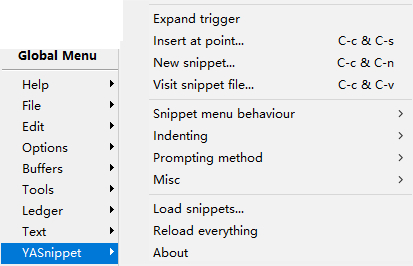 Global Menu
Help
File
Edit
Options
Buffers
Tools
Ledger
Text
YASnippet
Expand trigger
Insert at point... C-c & C-s
New snippet... C-c & C-n
Visit snippet file... C-c & C-v
Snippet menu behaviour
Indenting
Prompting method
Misc
Load snippets...
Reload everything
About